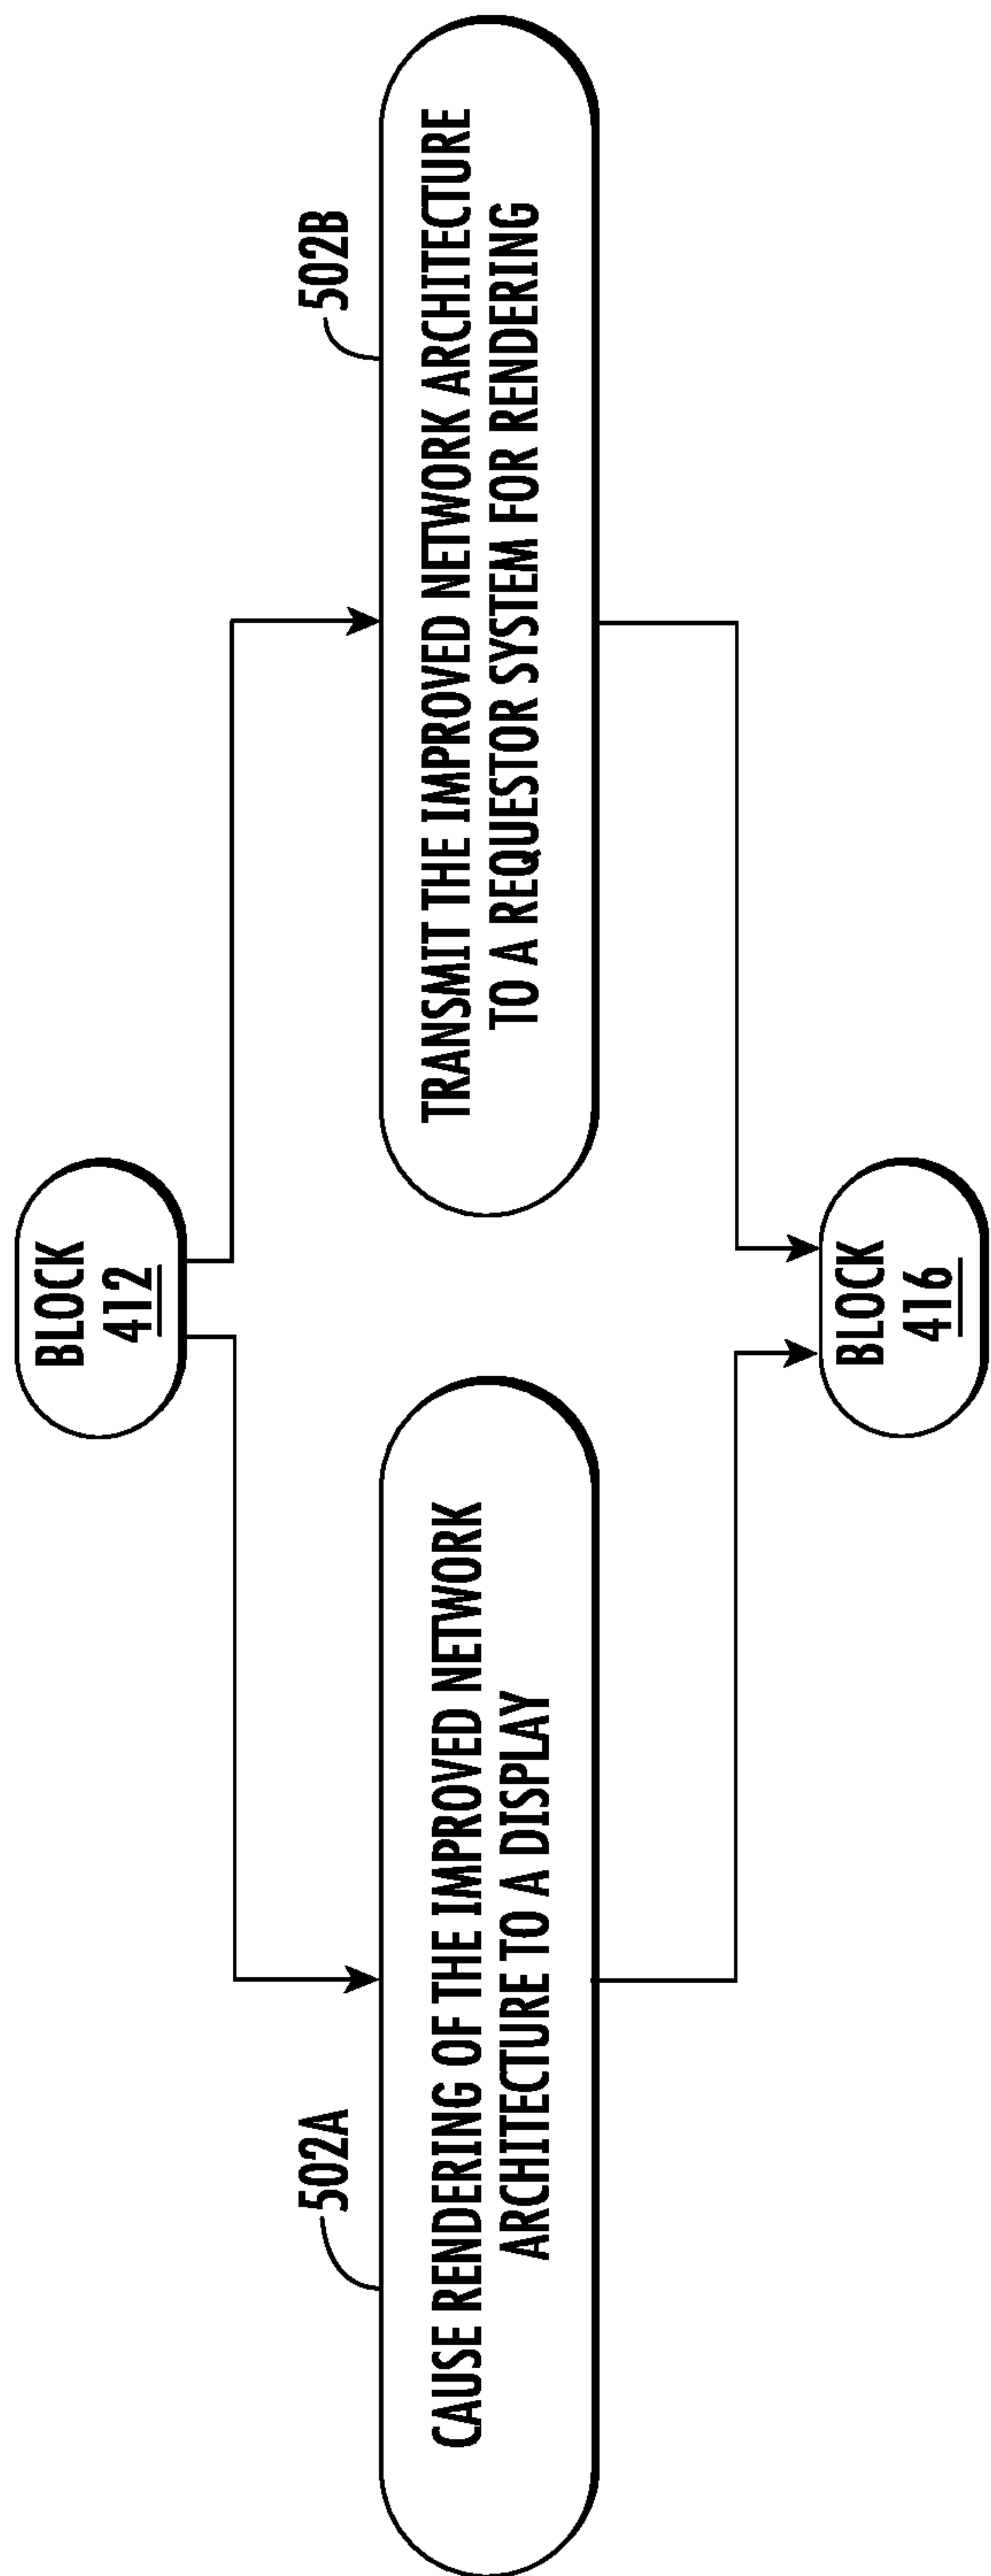 BLOCK
412
502A
CAUSE RENDERING OF THE IMPROVED NETWORK
ARCHITECTURE TO A DISPLAY
502B
TRANSMIT THE IMPROVED NETWORK ARCHITECTURE
TO A REQUESTOR SYSTEM FOR RENDERING
BLOCK
416